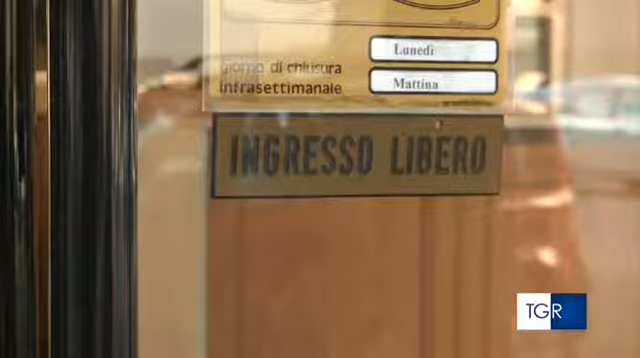 Lunedì
giorno di chiusura
infrasettimanale
Mattina
INGRESSO LIBERO
TGR